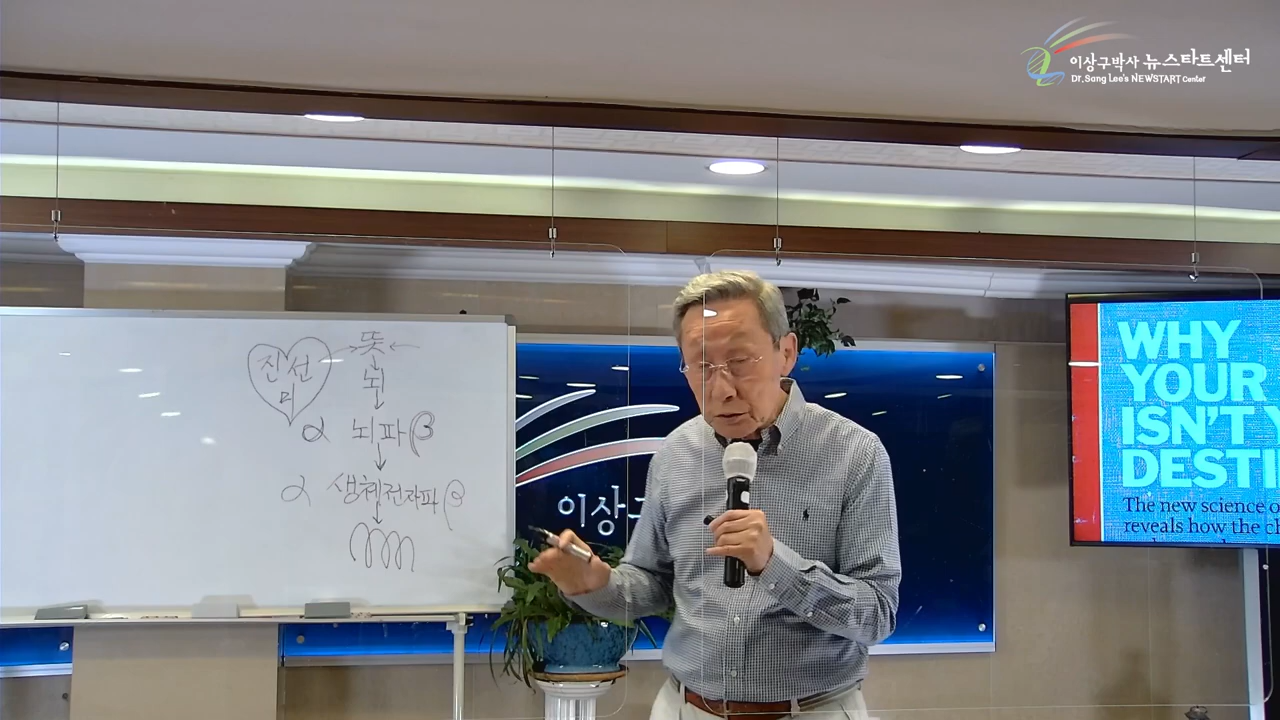 이상구박사 뉴스타트센터
Dr. Sang Lee's NEWSTART Center
진 선
미
뜻
뇌
α 뇌파 β
α 생체전자파 β
이상구
WHY
YOUR
ISN'T
DESTI
The new science o
reveals how the ch